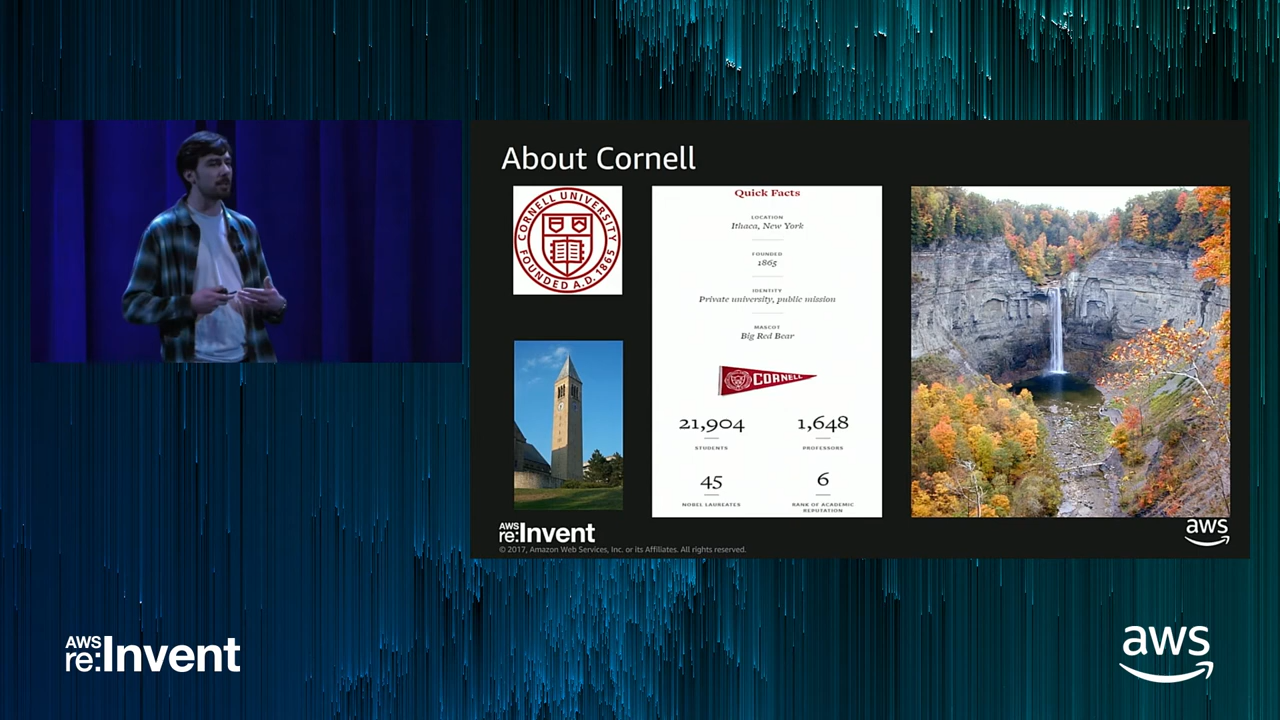 About Cornell
CORNELL UNIVERSITY
FOUNDED A.D. 1865
Quick Facts
LOCATION
Ithaca, New York
FOUNDED
1865
IDENTITY
Private university, public mission
MASCOT
Big Red Bear
CORNELL
21,904
STUDENTS
1,648
PROFESSORS
45
NOBEL LAUREATES
6
RANK OF ACADEMIC
REPUTATION
AWS
re:Invent
© 2017, Amazon Web Services, Inc. or its Affiliates. All rights reserved.
aws
AWS
re:Invent
aws